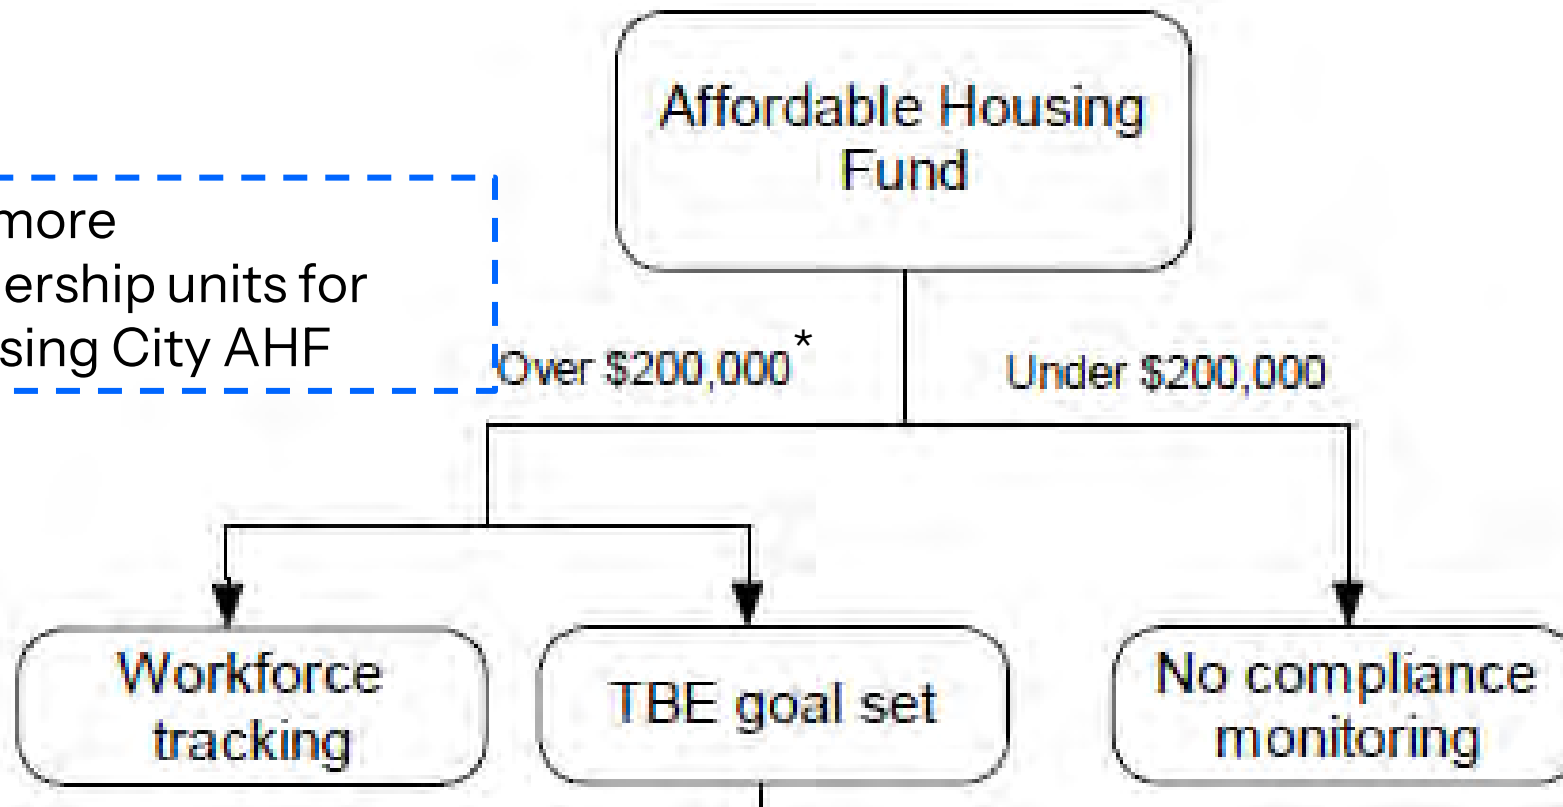 Affordable Housing
Fund
more
ership units for
sing City AHF
Over $200,000*
Under $200,000
Workforce
tracking
TBE goal set
No compliance
monitoring